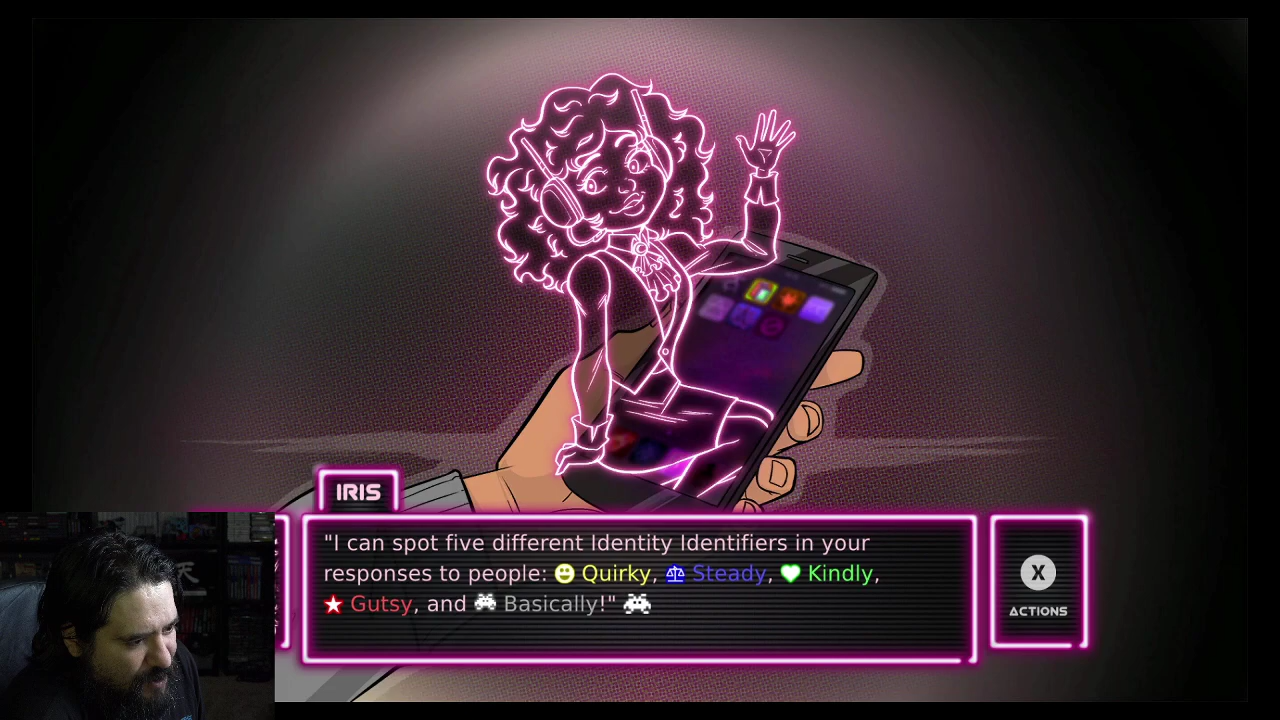 IRIS
"I can spot five different Identity Identifiers in your
responses to people: Quirky, Steady, Kindly,
Gutsy, and Basically!"
X
ACTIONS